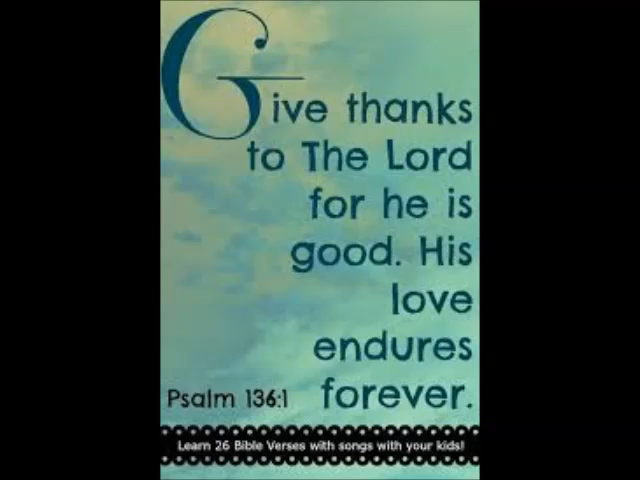 Give thanks
to The Lord
for he is
good. His
love
endures
forever.
Psalm 136:1
Learn 26 Bible Verses with songs with your kids!